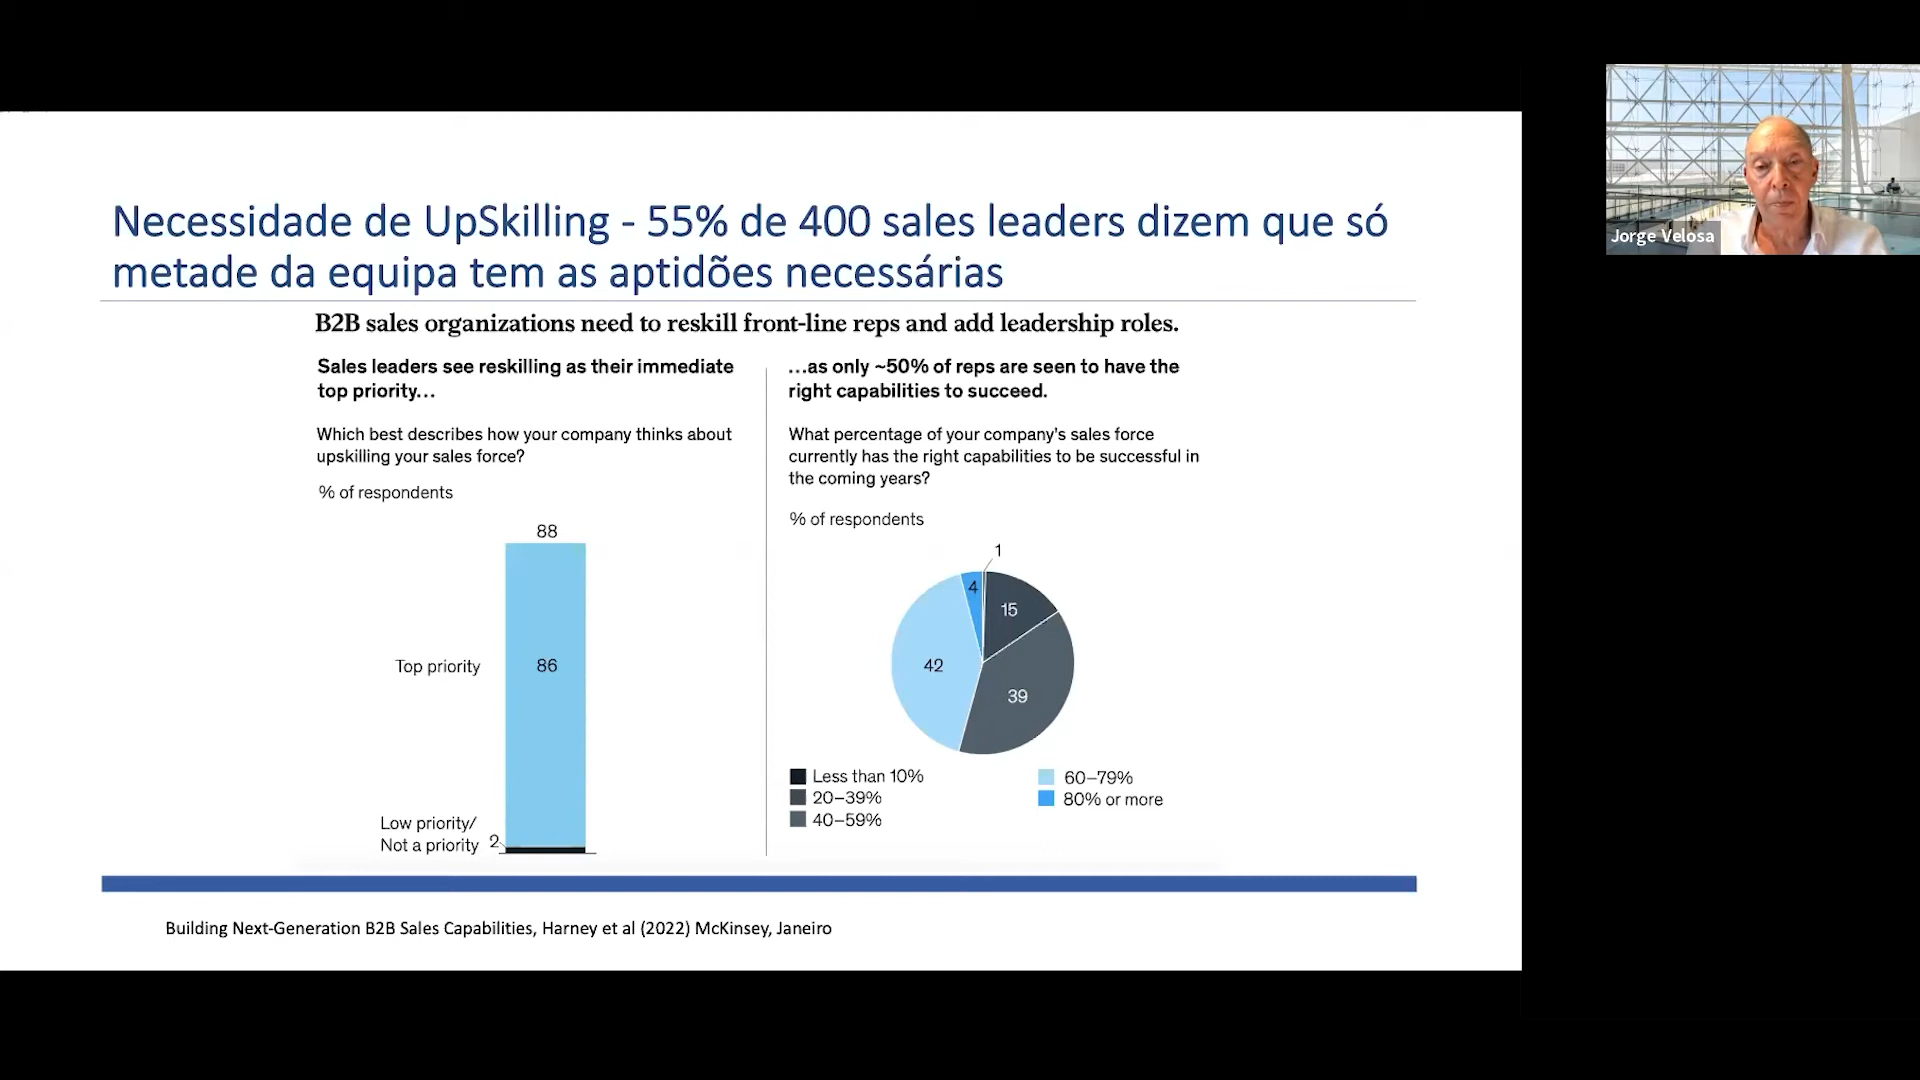 Necessidade de UpSkilling - 55% de 400 sales leaders dizem que só
metade da equipa tem as aptidões necessárias
B2B sales organizations need to reskill front-line reps and add leadership roles.
Sales leaders see reskilling as their immediate
top priority…
Which best describes how your company thinks about
upskilling your sales force?
% of respondents
88
Top priority
86
Low priority/
Not a priority
2
…as only ~50% of reps are seen to have the
right capabilities to succeed.
What percentage of your company's sales force
currently has the right capabilities to be successful in
the coming years?
% of respondents
1
4
15
42
39
Less than 10%
20–39%
40–59%
60–79%
80% or more
Building Next-Generation B2B Sales Capabilities, Harney et al (2022) McKinsey, Janeiro
Jorge Velosa